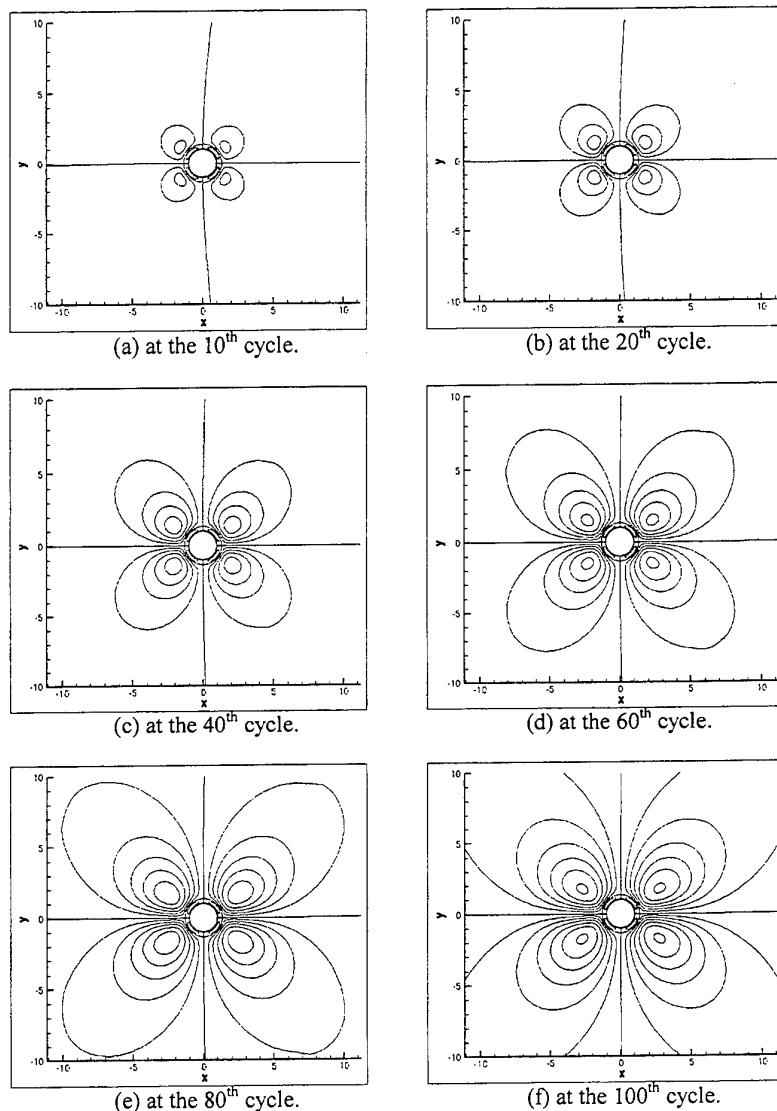 10
5
y
0
-5
-10
-10 -5 0 5 10
x
(a) at the 10th cycle.
10
5
y
0
-5
-10
-10 -5 0 5 10
x
(b) at the 20th cycle.
10
5
y
0
-5
-10
-10 -5 0 5 10
x
(c) at the 40th cycle.
10
5
y
0
-5
-10
-10 -5 0 5 10
x
(d) at the 60th cycle.
10
5
y
0
-5
-10
-10 -5 0 5 10
x
(e) at the 80th cycle.
10
5
y
0
-5
-10
-10 -5 0 5 10
x
(f) at the 100th cycle.